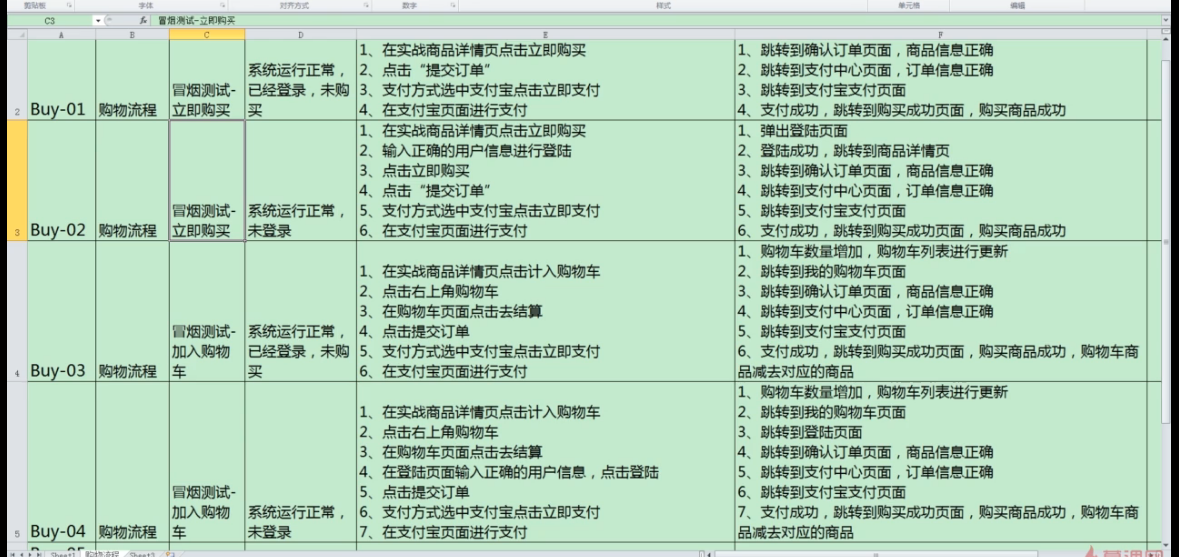 剪贴板 字体 对齐方式 数字 样式 单元格 编辑
C3 fx 冒烟测试-立即购买
A B C D E F
2 Buy-01 购物流程
冒烟测试-
立即购买
系统运行正常，
已经登录，未购
买
1、在实战商品详情页点击立即购买
2、点击“提交订单”
3、支付方式选中支付宝点击立即支付
4、在支付宝页面进行支付
1、跳转到确认订单页面，商品信息正确
2、跳转到支付中心页面，订单信息正确
3、跳转到支付宝支付页面
4、支付成功，跳转到购买成功页面，购买商品成功
3 Buy-02 购物流程
冒烟测试-
立即购买
系统运行正常，
未登录
1、在实战商品详情页点击立即购买
2、输入正确的用户信息进行登陆
3、点击立即购买
4、点击“提交订单”
5、支付方式选中支付宝点击立即支付
6、在支付宝页面进行支付
1、弹出登陆页面
2、登陆成功，跳转到商品详情页
3、跳转到确认订单页面，商品信息正确
4、跳转到支付中心页面，订单信息正确
5、跳转到支付宝支付页面
6、支付成功，跳转到购买成功页面，购买商品成功
4 Buy-03 购物流程
冒烟测试-
加入购物
车
系统运行正常，
已经登录，未购
买
1、在实战商品详情页点击计入购物车
2、点击右上角购物车
3、在购物车页面点击去结算
4、点击提交订单
5、支付方式选中支付宝点击立即支付
6、在支付宝页面进行支付
1、购物车数量增加，购物车列表进行更新
2、跳转到我的购物车页面
3、跳转到确认订单页面，商品信息正确
4、跳转到支付中心页面，订单信息正确
5、跳转到支付宝支付页面
6、支付成功，跳转到购买成功页面，购买商品成功，购物车商
品减去对应的商品
5 Buy-04 购物流程
冒烟测试-
加入购物
车
系统运行正常，
未登录
1、在实战商品详情页点击计入购物车
2、点击右上角购物车
3、在购物车页面点击去结算
4、在登陆页面输入正确的用户信息，点击登陆
5、点击提交订单
6、支付方式选中支付宝点击立即支付
7、在支付宝页面进行支付
1、购物车数量增加，购物车列表进行更新
2、跳转到我的购物车页面
3、跳转到登陆页面
4、跳转到确认订单页面，商品信息正确
5、跳转到支付中心页面，订单信息正确
6、跳转到支付宝支付页面
7、支付成功，跳转到购买成功页面，购买商品成功，购物车商
品减去对应的商品
Sheet1 购物流程 Sheet3